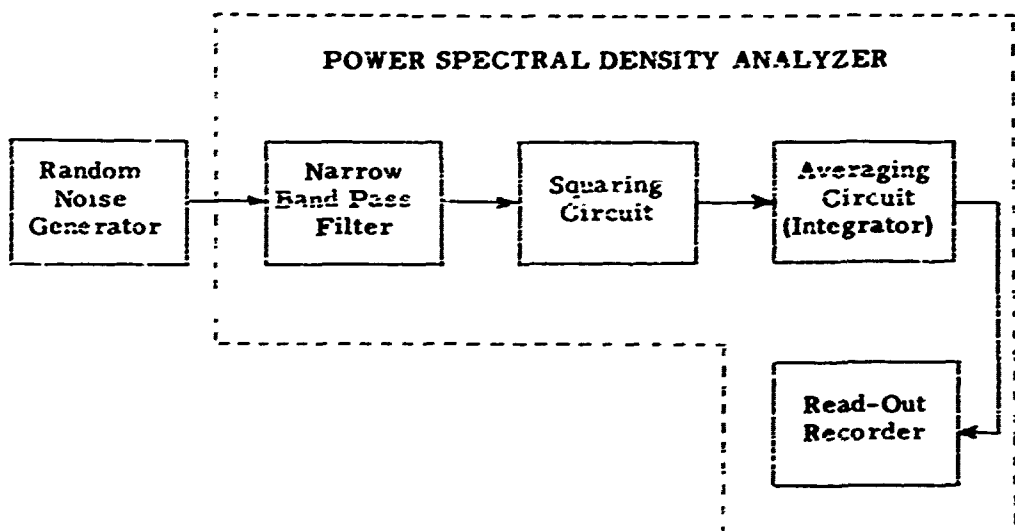 POWER SPECTRAL DENSITY ANALYZER
Random
Noise
Generator
Narrow
Band Pass
Filter
Squaring
Circuit
Averaging
Circuit
(Integrator)
Read-Out
Recorder